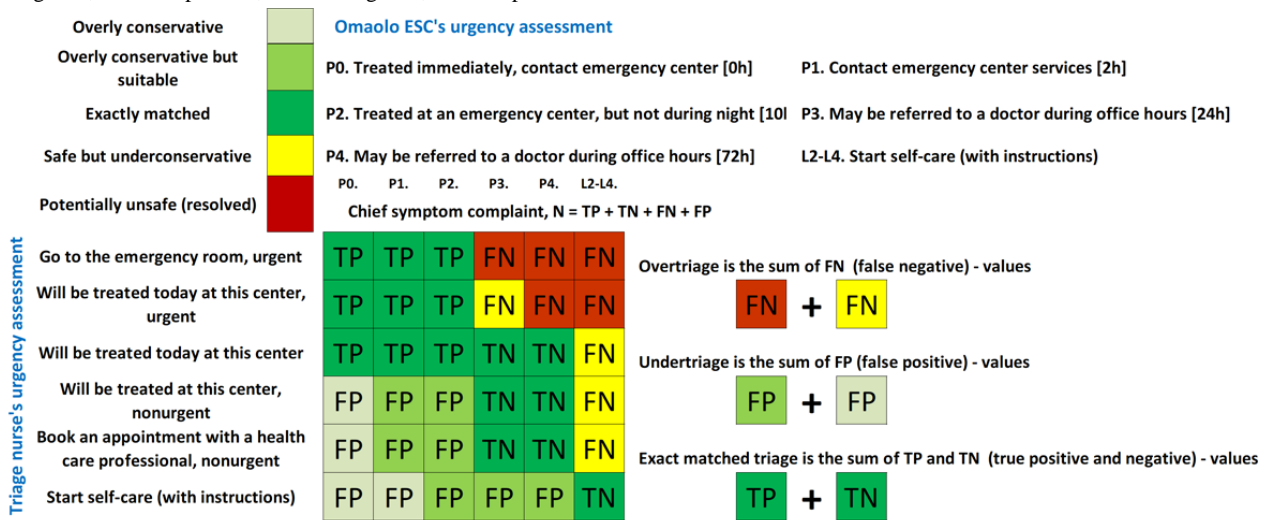 Overly conservative
Omaolo ESC's urgency assessment
Overly conservative but
suitable
P0. Treated immediately, contact emergency center [0h]
P1. Contact emergency center services [2h]
Exactly matched
P2. Treated at an emergency center, but not during night [10l
P3. May be referred to a doctor during office hours [24h]
Safe but underconservative
P4. May be referred to a doctor during office hours [72h]
L2-L4. Start self-care (with instructions)
P0. P1. P2. P3. P4. L2-L4.
Potentially unsafe (resolved)
Chief symptom complaint, N = TP + TN + FN + FP
Triage nurse's urgency assessment
Go to the emergency room, urgent
TP TP TP FN FN FN
Will be treated today at this center,
urgent
TP TP TP FN FN FN
Will be treated today at this center
TP TP TP TN TN FN
Will be treated at this center,
nonurgent
FP FP FP TN TN FN
Book an appointment with a health
care professional, nonurgent
FP FP FP TN TN FN
Start self-care (with instructions)
FP FP FP FP FP TN
Overtriage is the sum of FN (false negative) - values
FN + FN
Undertriage is the sum of FP (false positive) - values
FP + FP
Exact matched triage is the sum of TP and TN (true positive and negative) - values
TP + TN